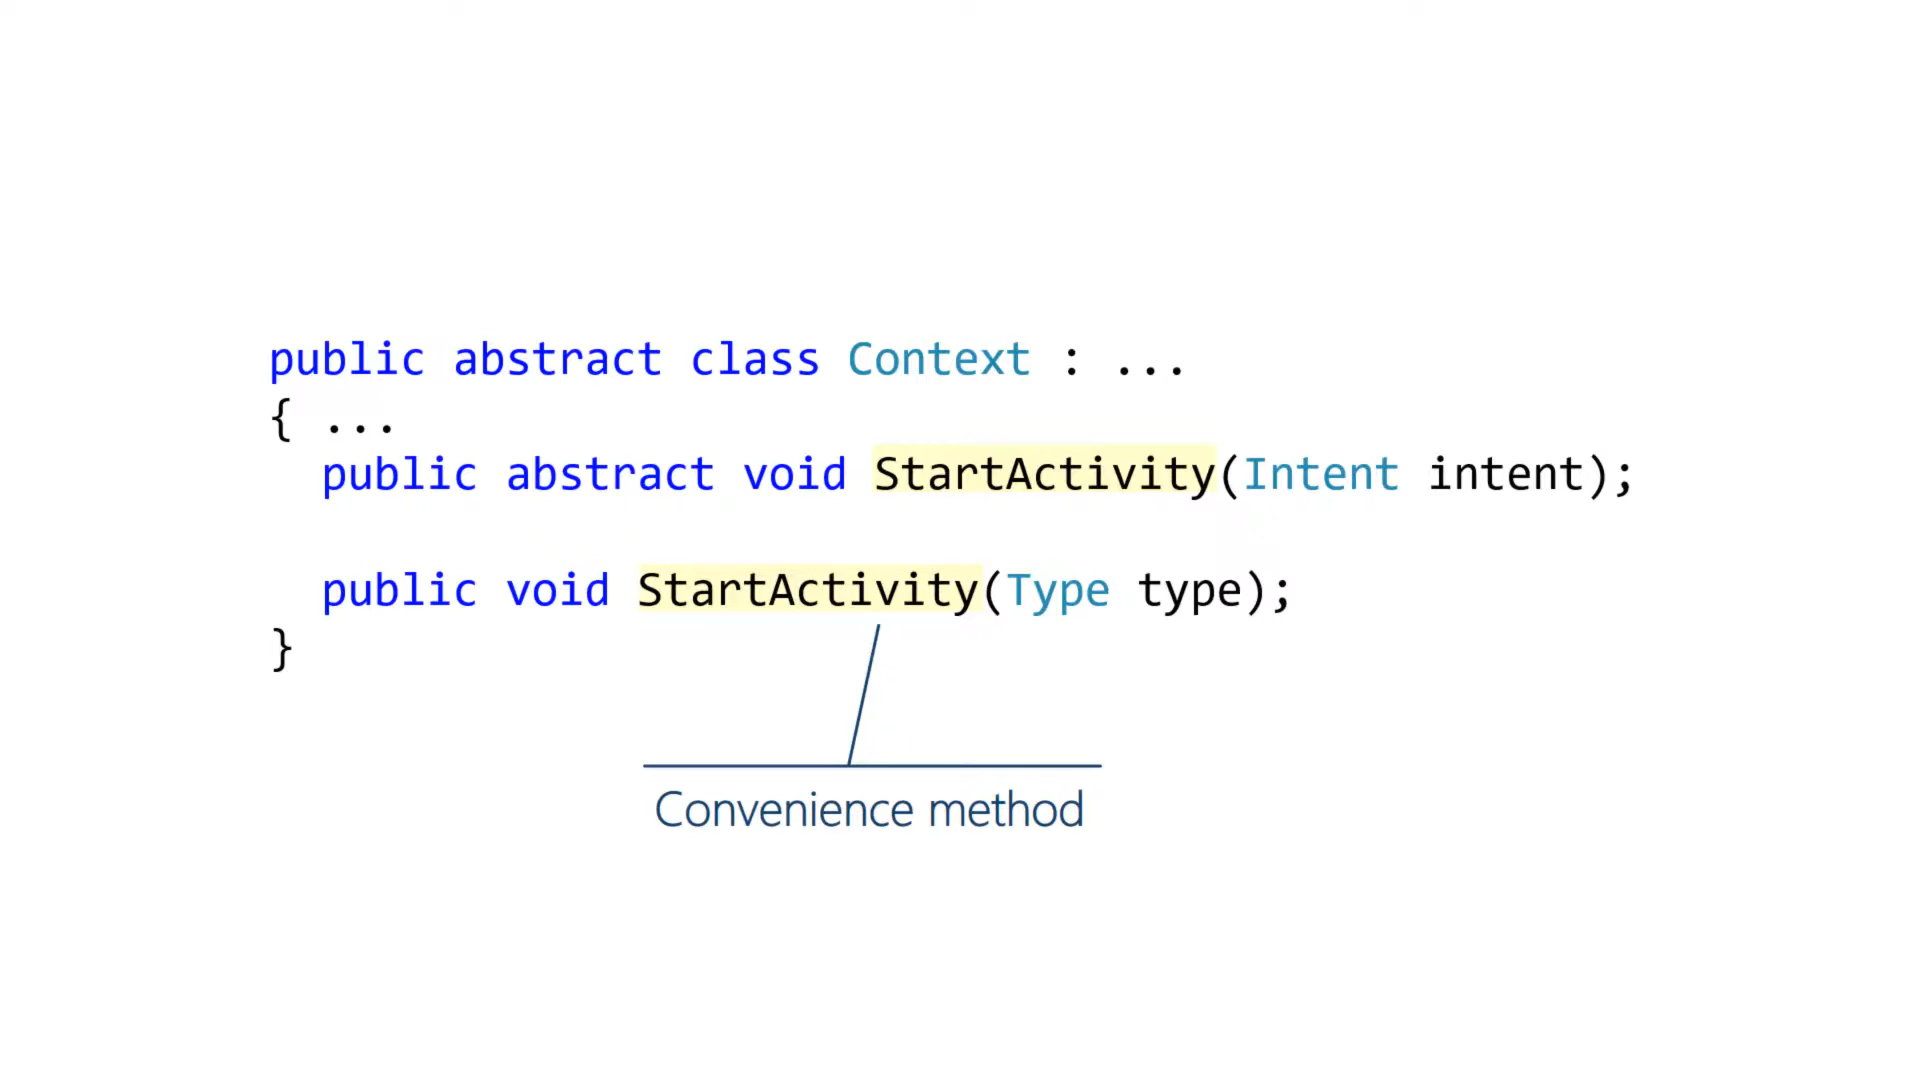 public abstract class Context : ...
{ ...
public abstract void StartActivity(Intent intent);
public void StartActivity(Type type);
}
Convenience method